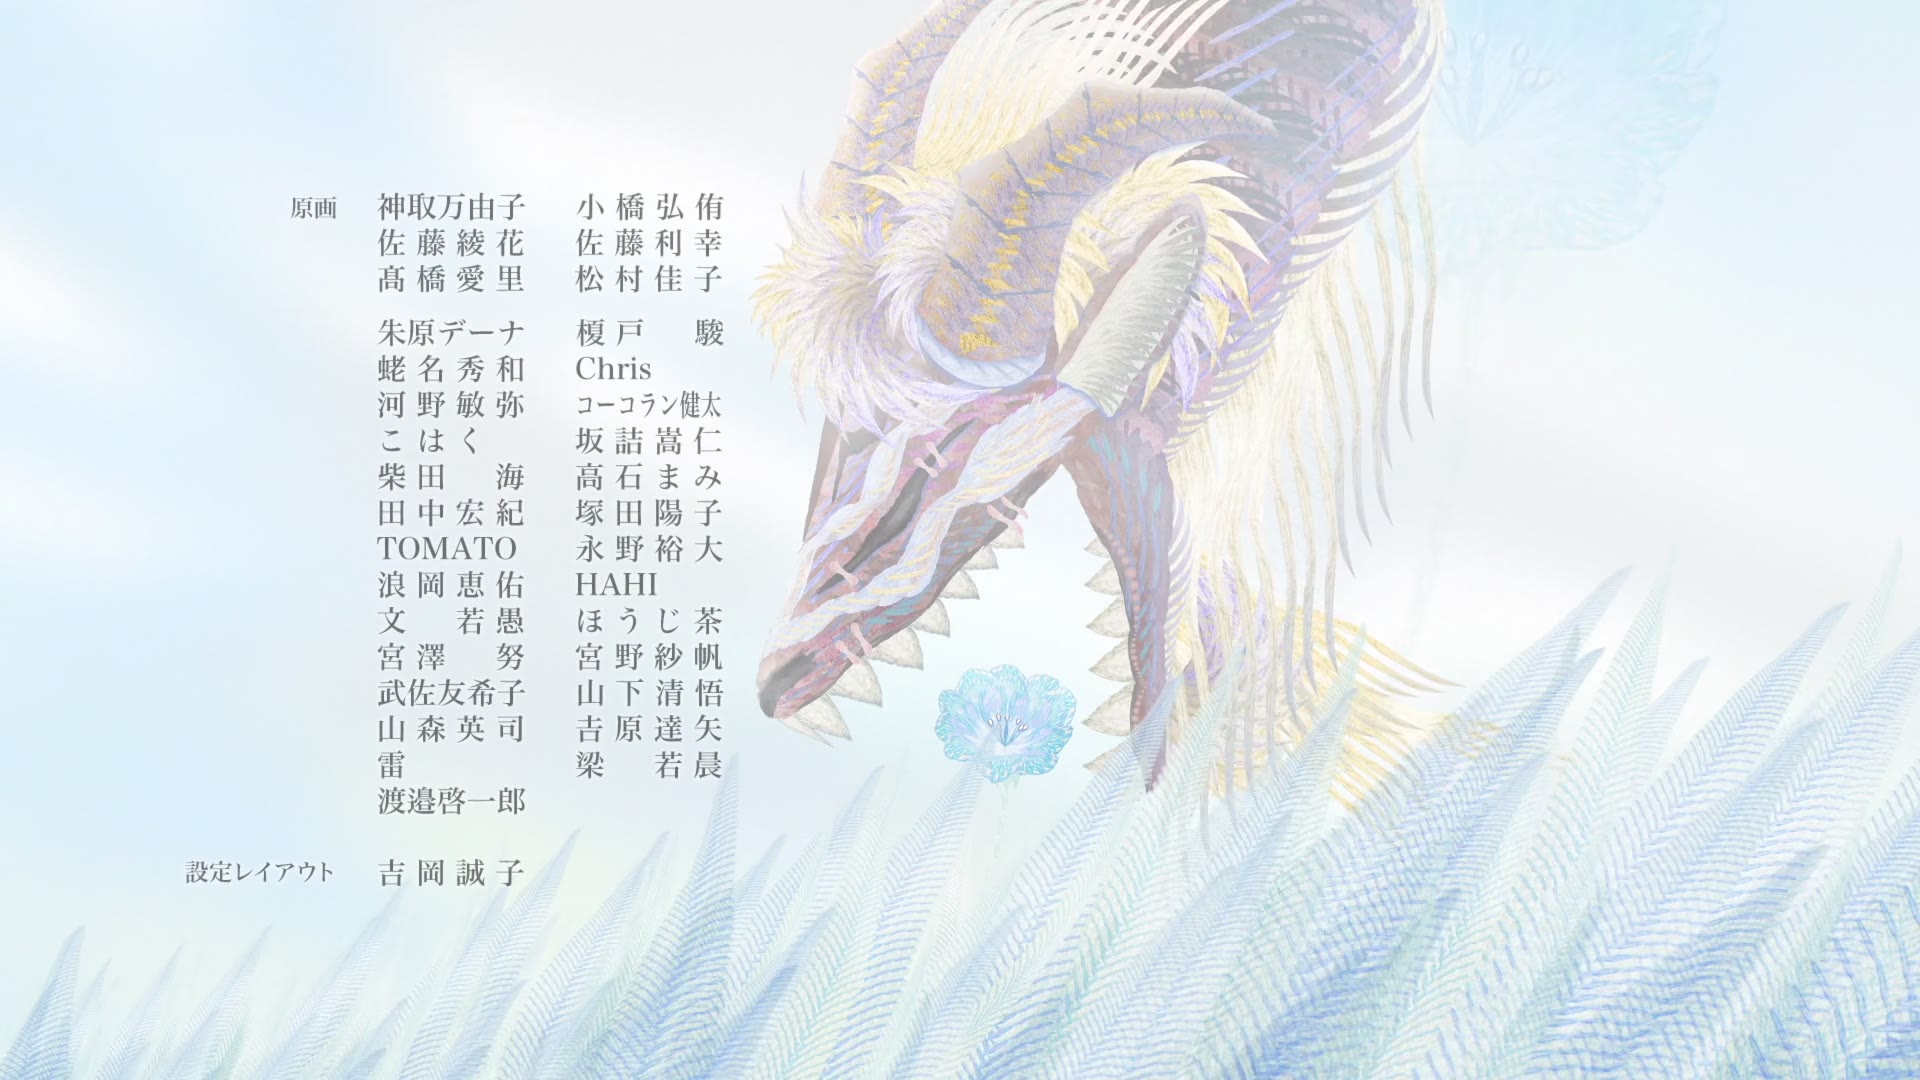 原画 神取万由子 小橋弘侑
佐藤綾花 佐藤利幸
髙橋愛里 松村佳子
朱原デーナ 榎戸 駿
蛯名秀和 Chris
河野敏弥 コーコラン健太
こはく 坂詰嵩仁
柴田 海 高石まみ
田中宏紀 塚田陽子
TOMATO 永野裕大
浪岡恵佑 HAHI
文 若愚 ほうじ茶
宮澤 努 宮野紗帆
武佐友希子 山下清悟
山森英司 𠮷原達矢
雷 梁 若晨
渡邉啓一郎
設定レイアウト 吉岡誠子